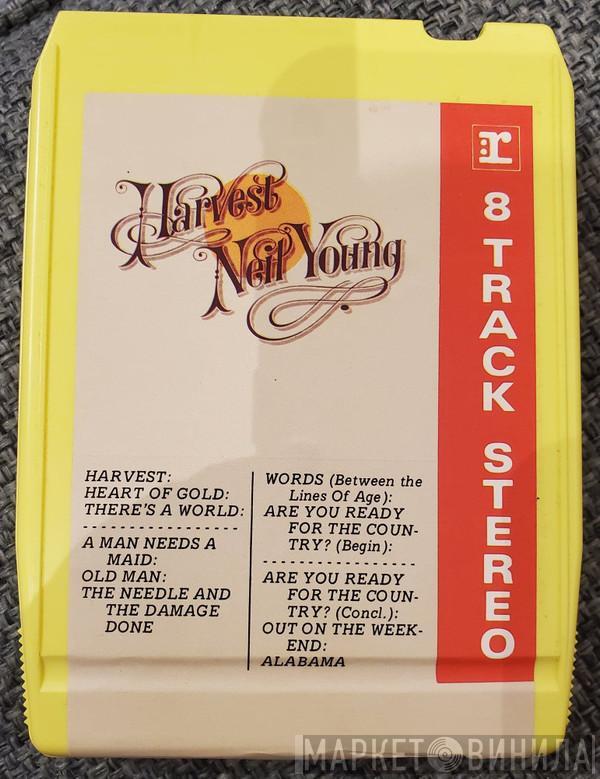 Harvest
Neil Young
r
8 TRACK STEREO
HARVEST:
HEART OF GOLD:
THERE'S A WORLD:
A MAN NEEDS A
MAID:
OLD MAN:
THE NEEDLE AND
THE DAMAGE
DONE
WORDS (Between the
Lines Of Age):
ARE YOU READY
FOR THE COUN-
TRY? (Begin):
ARE YOU READY
FOR THE COUN-
TRY? (Concl.):
OUT ON THE WEEK-
END:
ALABAMA
МАРКЕТ ВИНИЛА